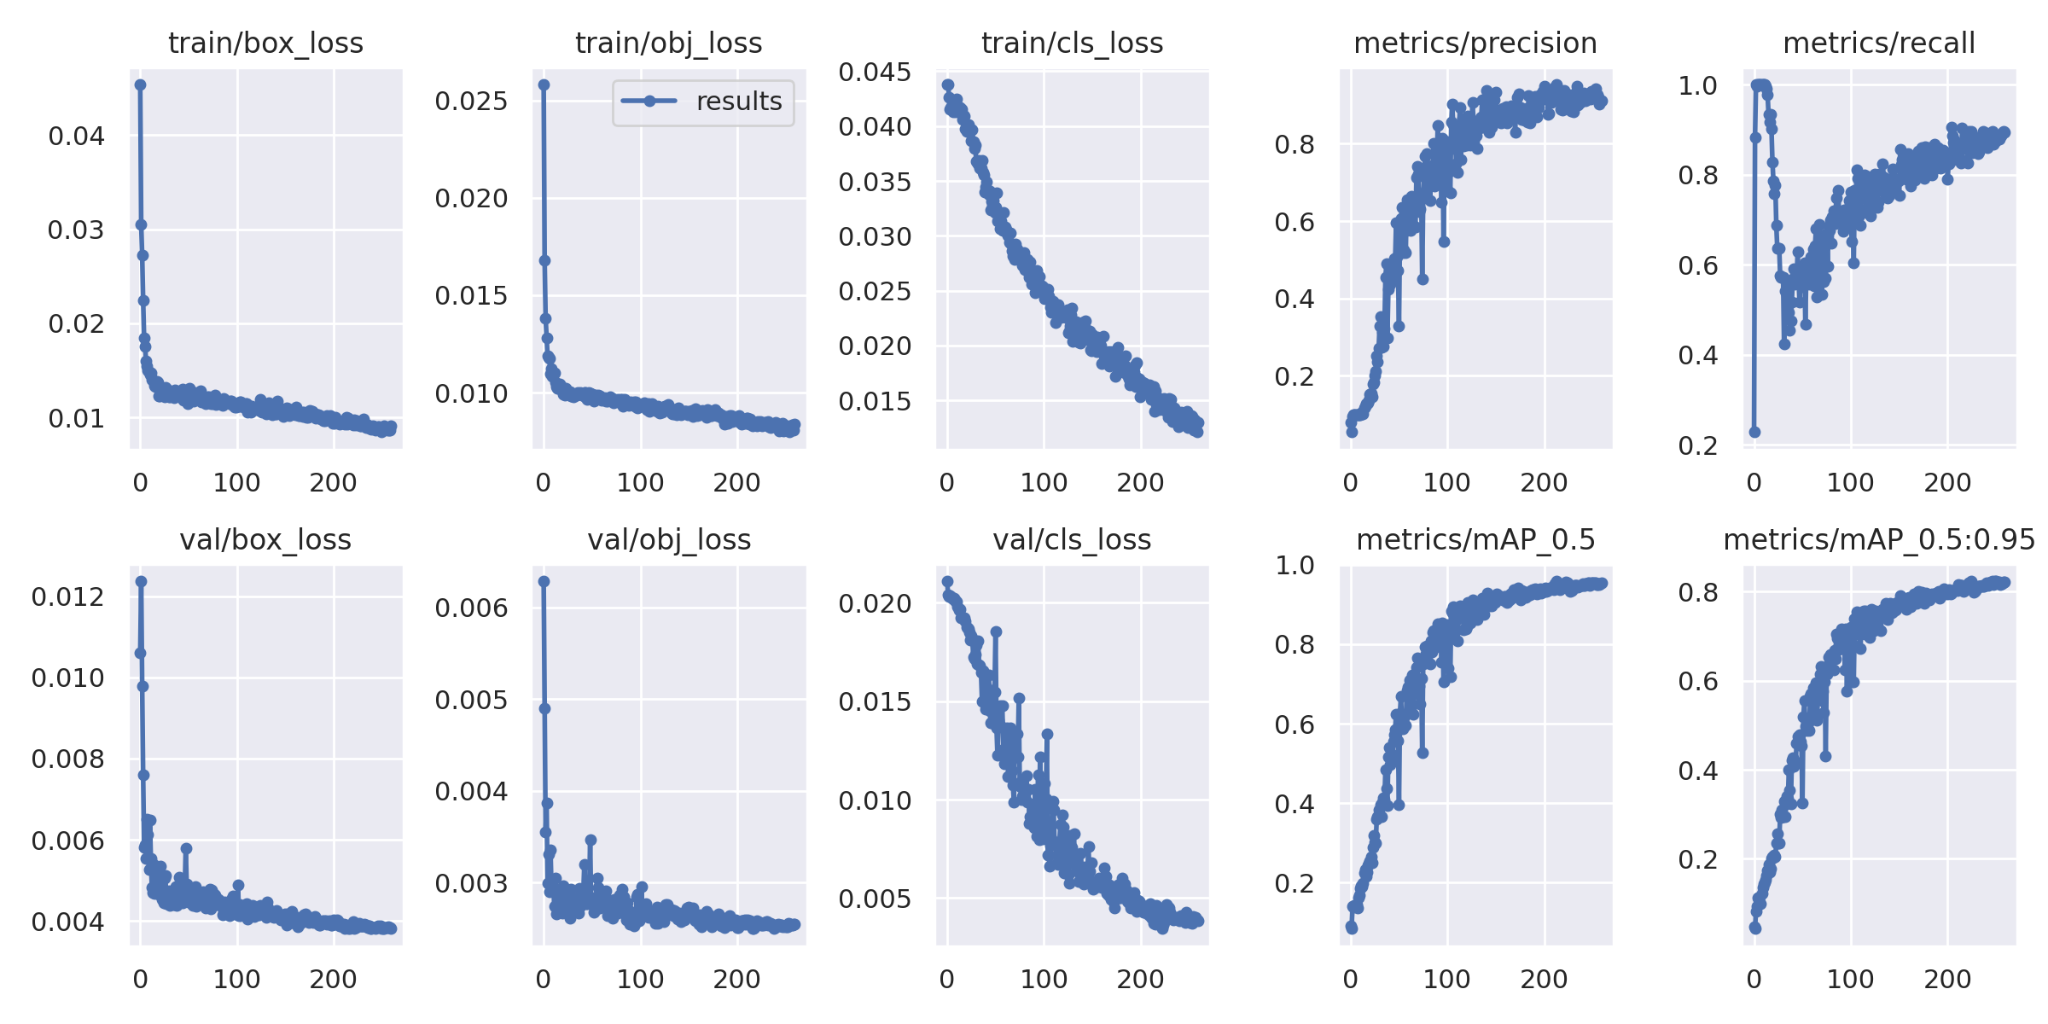 train/box_loss
0.04
0.03
0.02
0.01
0 100 200
train/obj_loss
results
0.025
0.020
0.015
0.010
0 100 200
train/cls_loss
0.045
0.040
0.035
0.030
0.025
0.020
0.015
0 100 200
metrics/precision
0.8
0.6
0.4
0.2
0 100 200
metrics/recall
1.0
0.8
0.6
0.4
0.2
0 100 200
val/box_loss
0.012
0.010
0.008
0.006
0.004
0 100 200
val/obj_loss
0.006
0.005
0.004
0.003
0 100 200
val/cls_loss
0.020
0.015
0.010
0.005
0 100 200
metrics/mAP_0.5
1.0
0.8
0.6
0.4
0.2
0 100 200
metrics/mAP_0.5:0.95
0.8
0.6
0.4
0.2
0 100 200